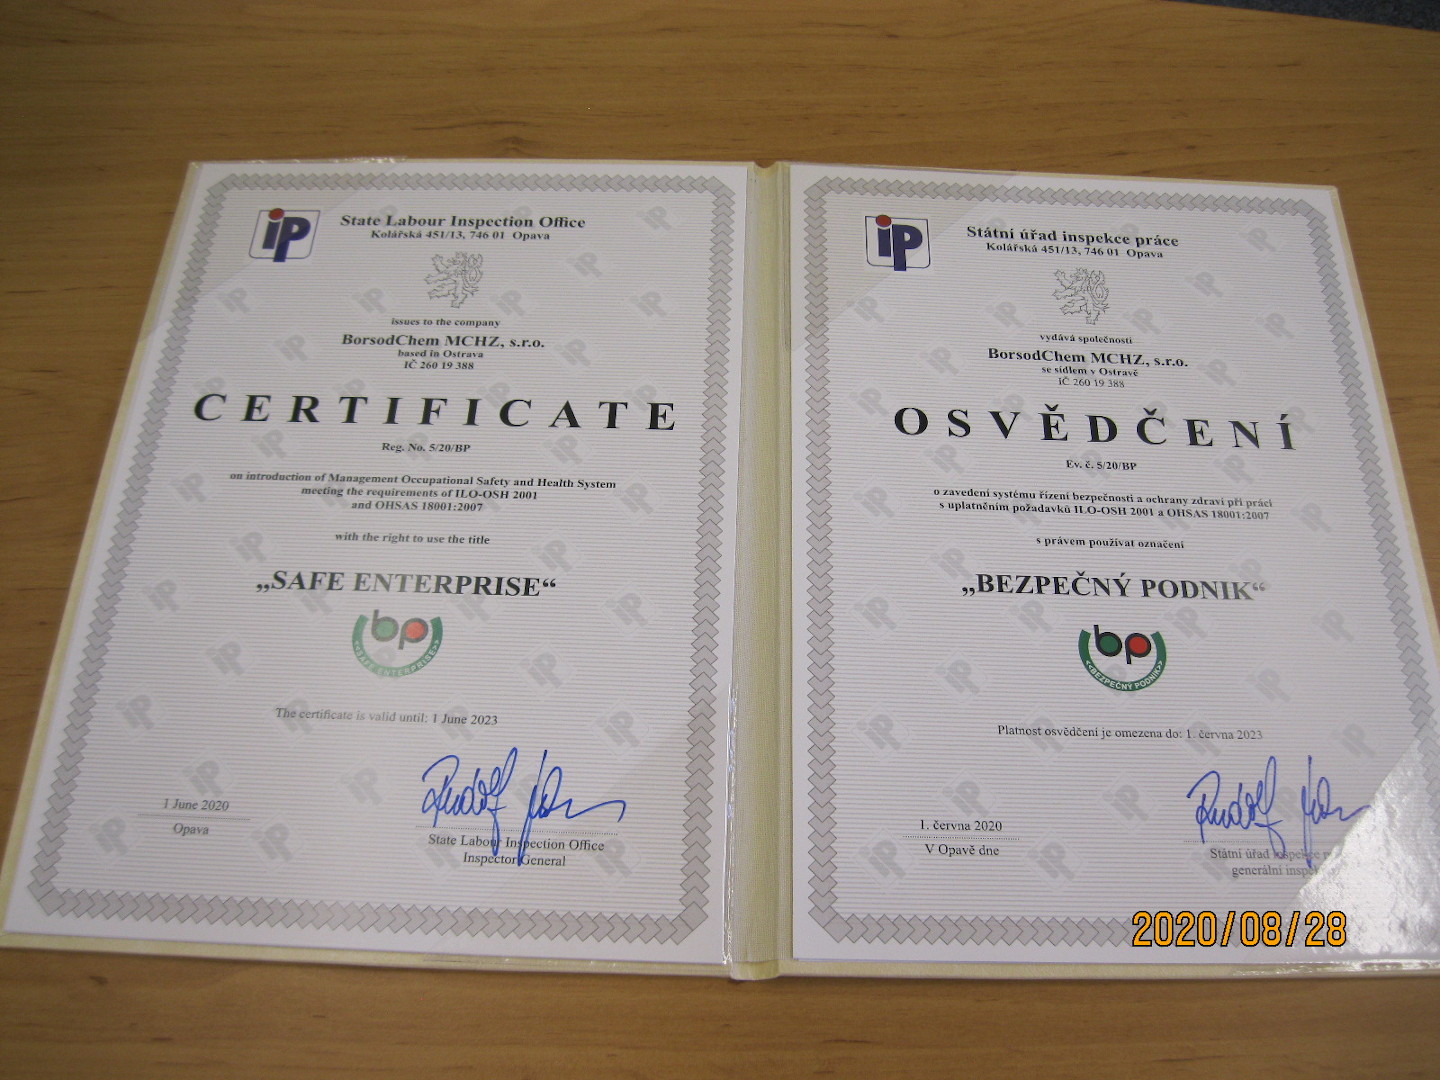 iP
State Labour Inspection Office
Kolářská 451/13, 746 01 Opava
issues to the company
BorsodChem MCHZ, s.r.o.
based in Ostrava
IČ 260 19 388
CERTIFICATE
Reg. No. 5/20/BP
on introduction of Management Occupational Safety and Health System
meeting the requirements of ILO-OSH 2001
and OHSAS 18001:2007
with the right to use the title
„SAFE ENTERPRISE“
bp
<<SAFE ENTERPRISE>>
The certificate is valid until: 1 June 2023
1 June 2020
Opava
State Labour Inspection Office
Inspector General
iP
Státní úřad inspekce práce
Kolářská 451/13, 746 01 Opava
vydává společnosti
BorsodChem MCHZ, s.r.o.
se sídlem v Ostravě
IČ 260 19 388
OSVĚDČENÍ
Ev. č. 5/20/BP
o zavedení systému řízení bezpečnosti a ochrany zdraví při práci
s uplatněním požadavků ILO-OSH 2001 a OHSAS 18001:2007
s právem používat označení
„BEZPEČNÝ PODNIK“
bp
<<BEZPEČNÝ PODNIK>>
Platnost osvědčení je omezena do: 1. června 2023
1. června 2020
V Opavě dne
Státní úřad inspekce
generální
2020/08/28